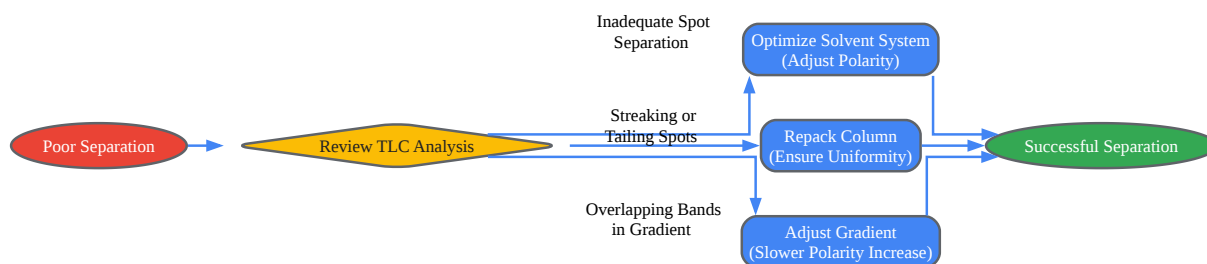 Poor Separation
Review TLC Analysis
Inadequate Spot
Separation
Optimize Solvent System
(Adjust Polarity)
Streaking or
Tailing Spots
Repack Column
(Ensure Uniformity)
Overlapping Bands
in Gradient
Adjust Gradient
(Slower Polarity Increase)
Successful Separation